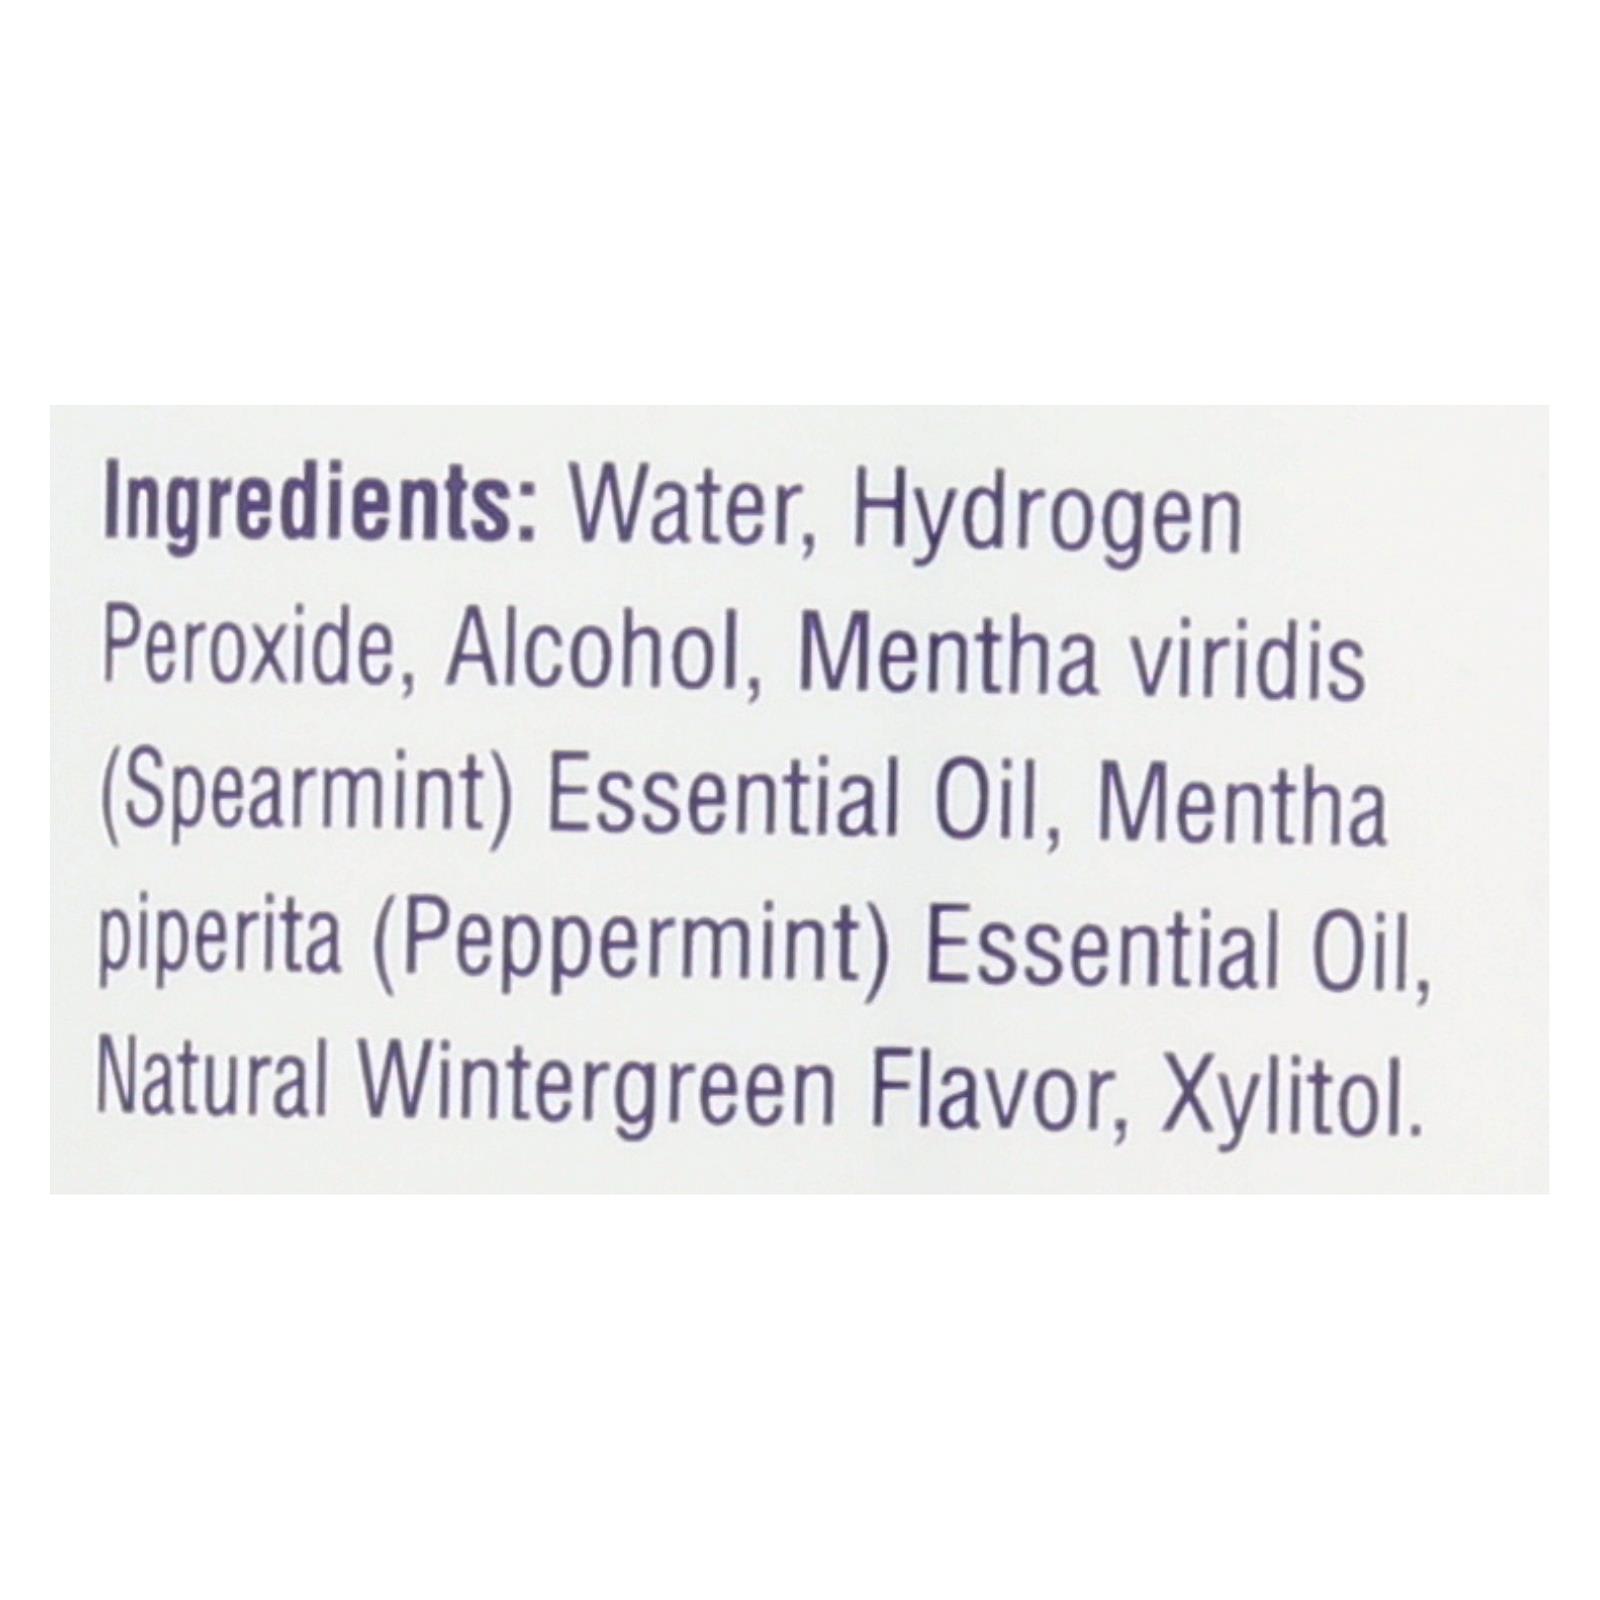 Ingredients: Water, Hydrogen
Peroxide, Alcohol, Mentha viridis
(Spearmint) Essential Oil, Mentha
piperita (Peppermint) Essential Oil,
Natural Wintergreen Flavor, Xylitol.